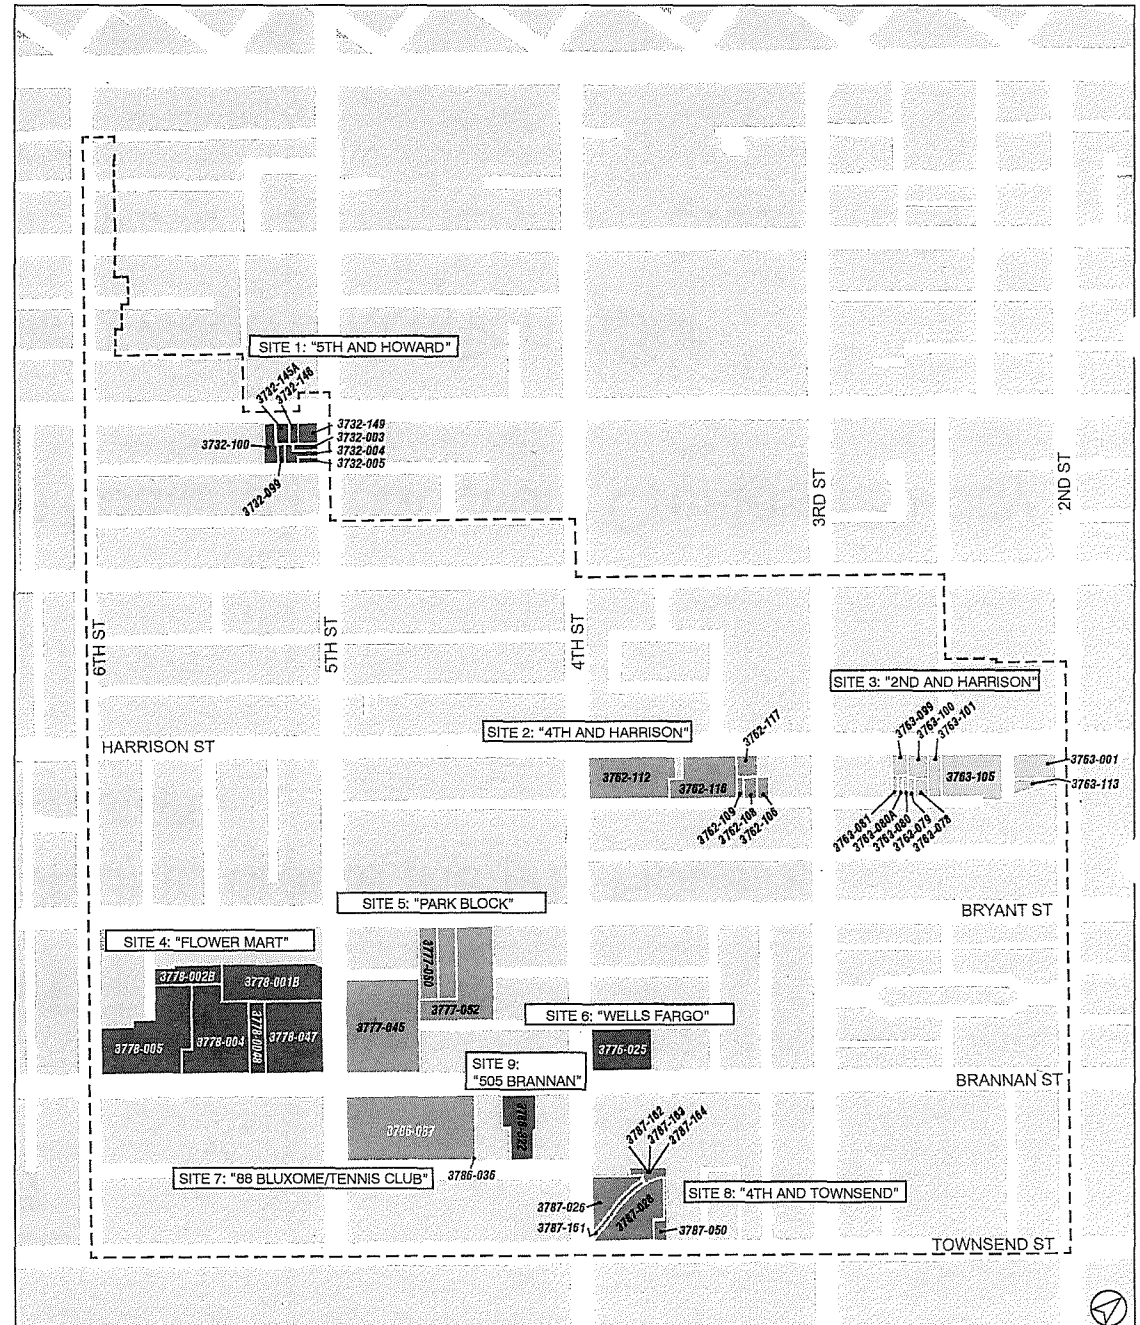 SITE 1: "5TH AND HOWARD"
3732-145A
3732-146
3732-149
3732-003
3732-100
3732-004
3732-005
3732-099
3RD ST
2ND ST
6TH ST
5TH ST
4TH ST
SITE 3: "2ND AND HARRISON"
3763-099
3763-100
3763-101
SITE 2: "4TH AND HARRISON"
3762-117
HARRISON ST
3762-112
3762-116
3763-105
3763-001
3763-113
3762-109
3762-108
3762-106
3763-081
3763-080A
3763-080
3762-079
3763-078
SITE 5: "PARK BLOCK"
BRYANT ST
SITE 4: "FLOWER MART"
3778-002B
3778-001B
3777-050
3777-052
SITE 6: "WELLS FARGO"
3777-045
3778-005
3778-004
3778-004B
3778-047
3776-025
SITE 9:
"505 BRANNAN"
BRANNAN ST
3786-037
3787-162
3787-163
3787-164
SITE 7: "88 BLUXOME/TENNIS CLUB"
3786-036
SITE 8: "4TH AND TOWNSEND"
3787-026
3787-028
3787-161
3787-050
TOWNSEND ST